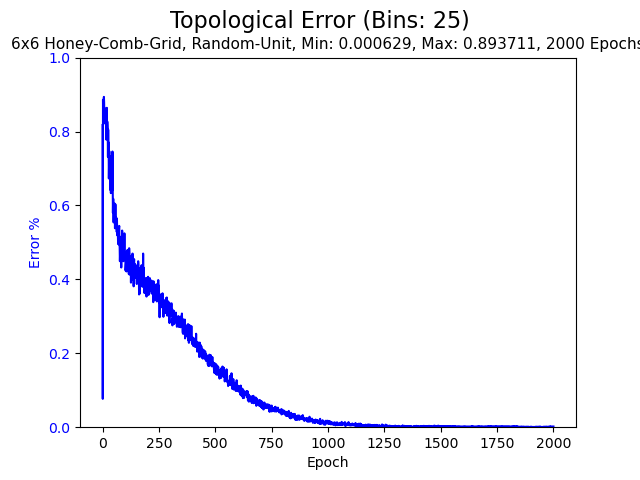 Topological Error (Bins: 25)
6x6 Honey-Comb-Grid, Random-Unit, Min: 0.000629, Max: 0.893711, 2000 Epochs
1.0
0.8
0.6
0.4
0.2
0.0
Error %
0 250 500 750 1000 1250 1500 1750 2000
Epoch